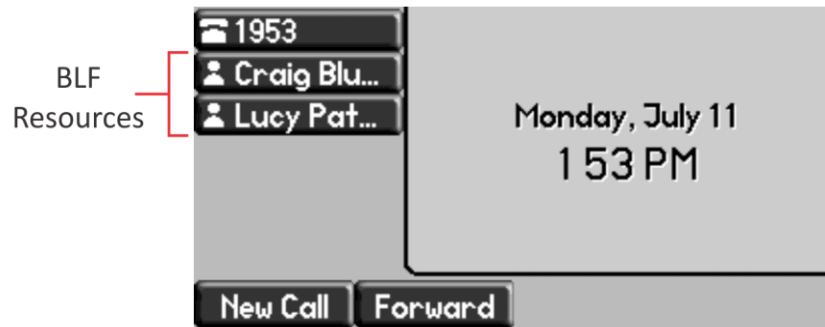 BLF
Resources
1953
Craig Blu...
Lucy Pat...
Monday, July 11
1 53 PM
New Call
Forward